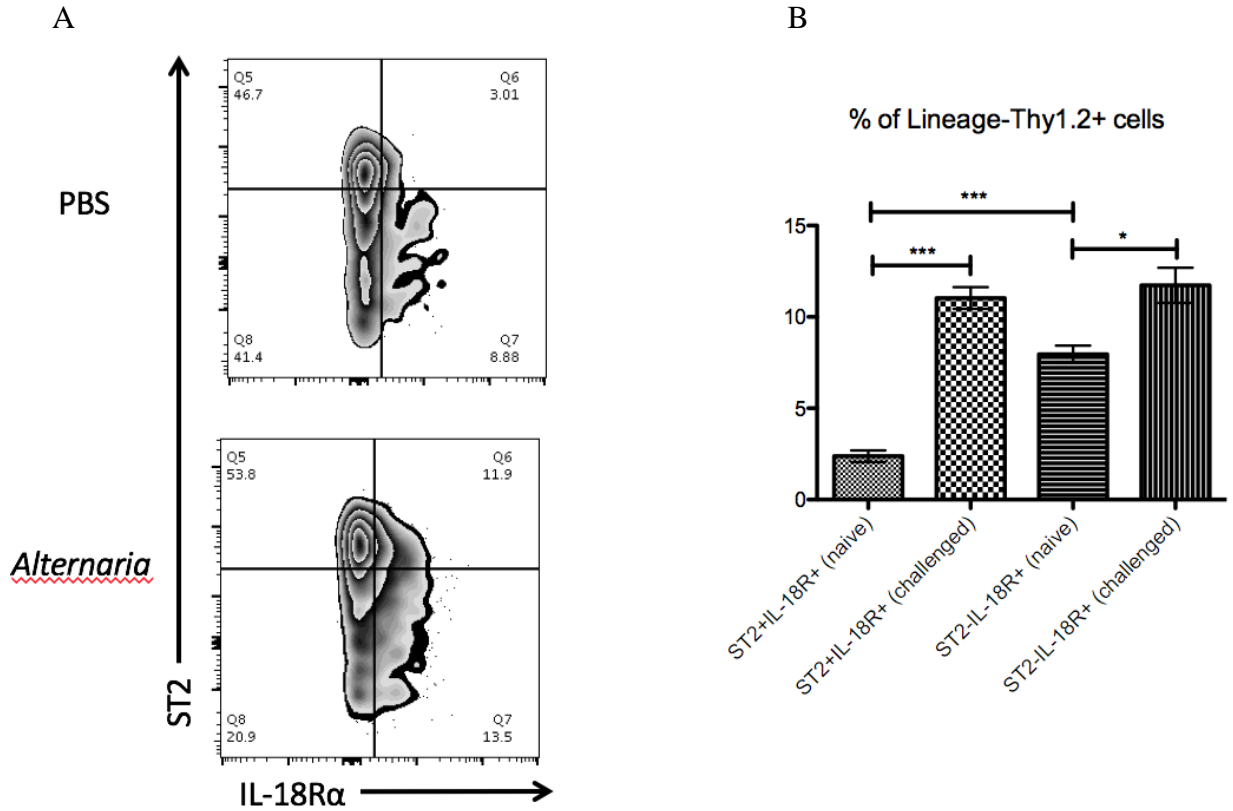 A
B
Q5
46.7
Q6
3.01
PBS
Q8
41.4
Q7
8.88
Q5
53.8
Q6
11.9
Alternaria
Q8
20.9
Q7
13.5
ST2
IL-18Rα
% of Lineage-Thy1.2+ cells
***
***
*
15
10
5
0
ST2+IL-18R+ (naive)
ST2+IL-18R+ (challenged)
ST2-IL-18R+ (naive)
ST2-IL-18R+ (challenged)